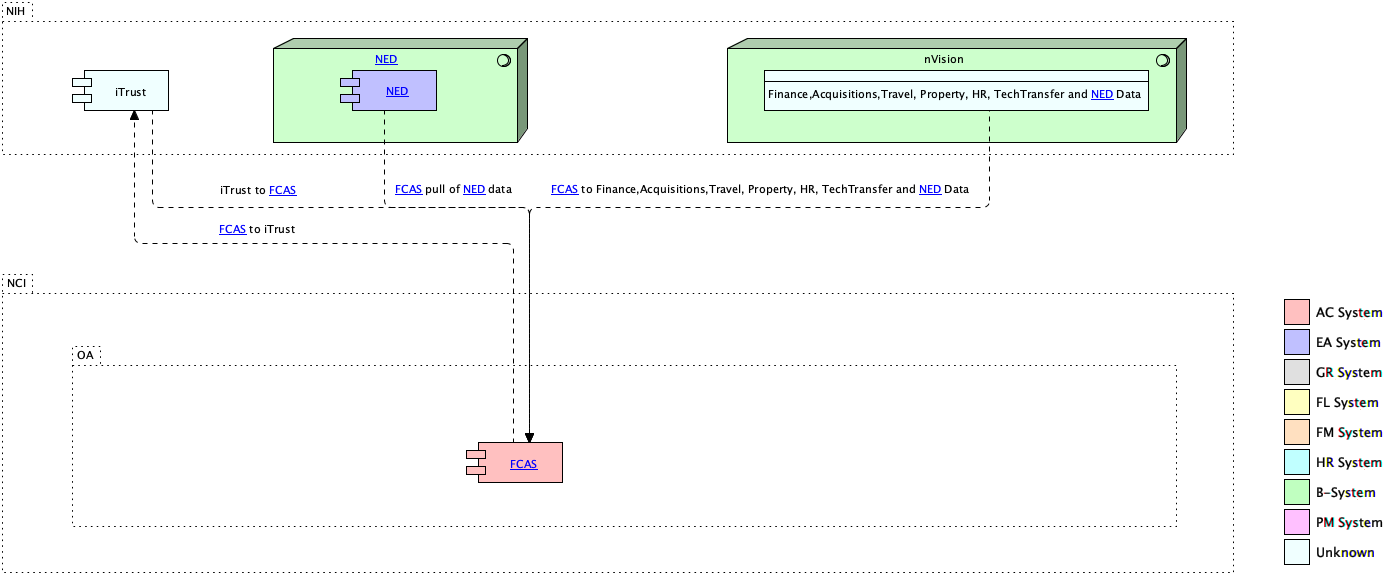 NIH
NED
nVision
iTrust
NED
Finance,Acquisitions,Travel, Property, HR, TechTransfer and NED Data
iTrust to FCAS
FCAS pull of NED data
FCAS to Finance,Acquisitions,Travel, Property, HR, TechTransfer and NED Data
FCAS to iTrust
NCI
OA
FCAS
AC System
EA System
GR System
FL System
FM System
HR System
B-System
PM System
Unknown